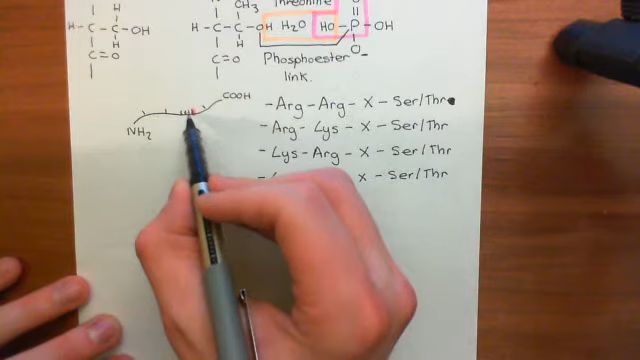 H CH3 Threonine O
H-C-C-OH H-C-C-OH H2O HO-P-OH
H H O-
C=O C=O Phosphoester
link.
COOH
NH2
-Arg-Arg-X-Ser/Thr
-Arg-Lys-X-Ser/Thr
-Lys-Arg-X-Ser/Thr
X-Ser/Thr